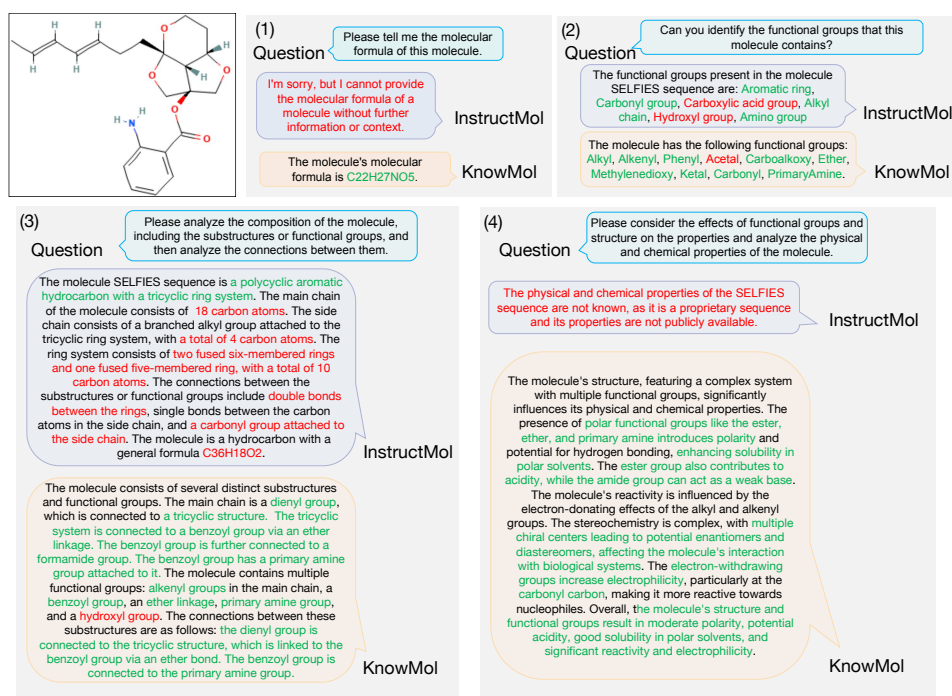 H
H
O
H
H
H
O
H
O
O
H
N
H
O
(1)
Question
Please tell me the molecular
formula of this molecule.
I'm sorry, but I cannot provide
the molecular formula of a
molecule without further
information or context.
InstructMol
The molecule's molecular
formula is C22H27NO5.
KnowMol
(2)
Question
Can you identify the functional groups that this
molecule contains?
The functional groups present in the molecule
SELFIES sequence are: Aromatic ring,
Carbonyl group, Carboxylic acid group, Alkyl
chain, Hydroxyl group, Amino group
InstructMol
The molecule has the following functional groups:
Alkyl, Alkenyl, Phenyl, Acetal, Carboalkoxy, Ether,
Methylenedioxy, Ketal, Carbonyl, PrimaryAmine.
KnowMol
(3)
Question
Please analyze the composition of the molecule,
including the substructures or functional groups, and
then analyze the connections between them.
The molecule SELFIES sequence is a polycyclic aromatic
hydrocarbon with a tricyclic ring system. The main chain
of the molecule consists of 18 carbon atoms. The side
chain consists of a branched alkyl group attached to the
tricyclic ring system, with a total of 4 carbon atoms. The
ring system consists of two fused six-membered rings
and one fused five-membered ring, with a total of 10
carbon atoms. The connections between the
substructures or functional groups include double bonds
between the rings, single bonds between the carbon
atoms in the side chain, and a carbonyl group attached to
the side chain. The molecule is a hydrocarbon with a
general formula C36H18O2.
InstructMol
The molecule consists of several distinct substructures
and functional groups. The main chain is a dienyl group,
which is connected to a tricyclic structure. The tricyclic
system is connected to a benzoyl group via an ether
linkage. The benzoyl group is further connected to a
formamide group. The benzoyl group has a primary amine
group attached to it. The molecule contains multiple
functional groups: alkenyl groups in the main chain, a
benzoyl group, an ether linkage, primary amine group,
and a hydroxyl group. The connections between these
substructures are as follows: the dienyl group is
connected to the tricyclic structure, which is linked to the
benzoyl group via an ether bond. The benzoyl group is
connected to the primary amine group.
KnowMol
(4)
Question
Please consider the effects of functional groups and
structure on the properties and analyze the physical
and chemical properties of the molecule.
The physical and chemical properties of the SELFIES
sequence are not known, as it is a proprietary sequence
and its properties are not publicly available.
InstructMol
The molecule's structure, featuring a complex system
with multiple functional groups, significantly
influences its physical and chemical properties. The
presence of polar functional groups like the ester,
ether, and primary amine introduces polarity and
potential for hydrogen bonding, enhancing solubility in
polar solvents. The ester group also contributes to
acidity, while the amide group can act as a weak base.
The molecule's reactivity is influenced by the
electron-donating effects of the alkyl and alkenyl
groups. The stereochemistry is complex, with multiple
chiral centers leading to potential enantiomers and
diastereomers, affecting the molecule's interaction
with biological systems. The electron-withdrawing
groups increase electrophilicity, particularly at the
carbonyl carbon, making it more reactive towards
nucleophiles. Overall, the molecule's structure and
functional groups result in moderate polarity, potential
acidity, good solubility in polar solvents, and
significant reactivity and electrophilicity.
KnowMol